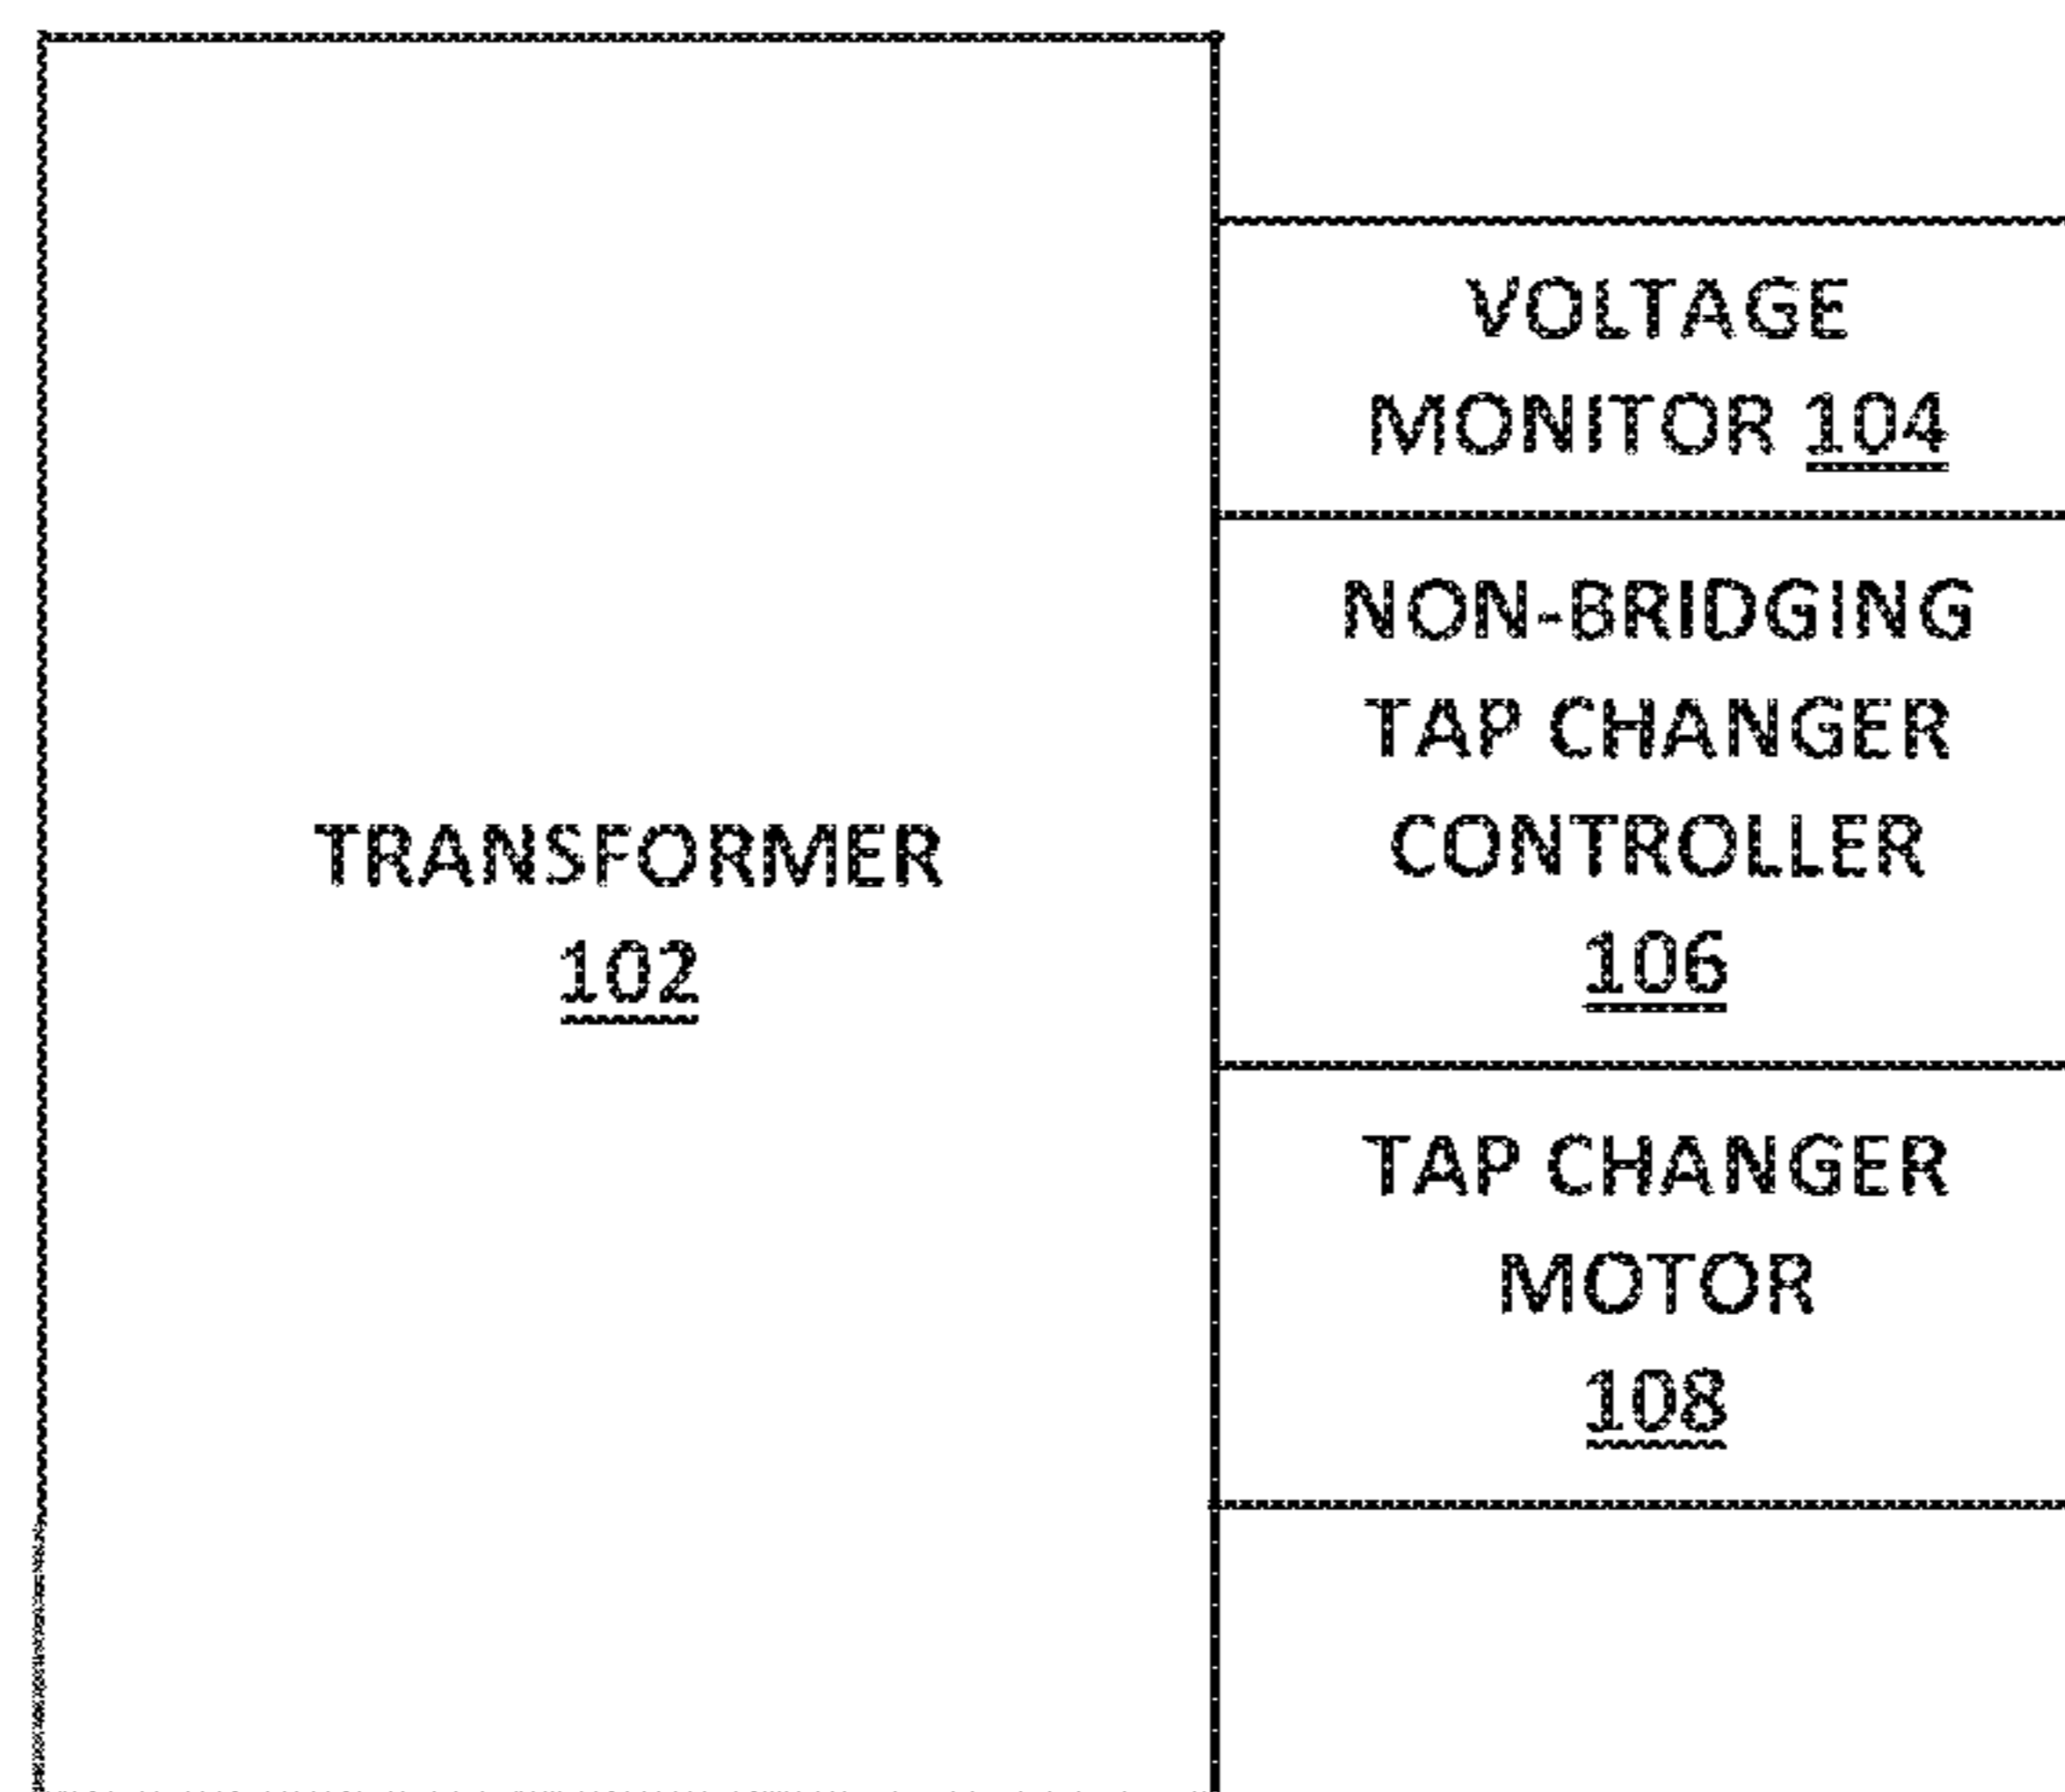 TRANSFORMER
102
VOLTAGE
MONITOR 104
NON-BRIDGING
TAP CHANGER
CONTROLLER
106
TAP CHANGER
MOTOR
108